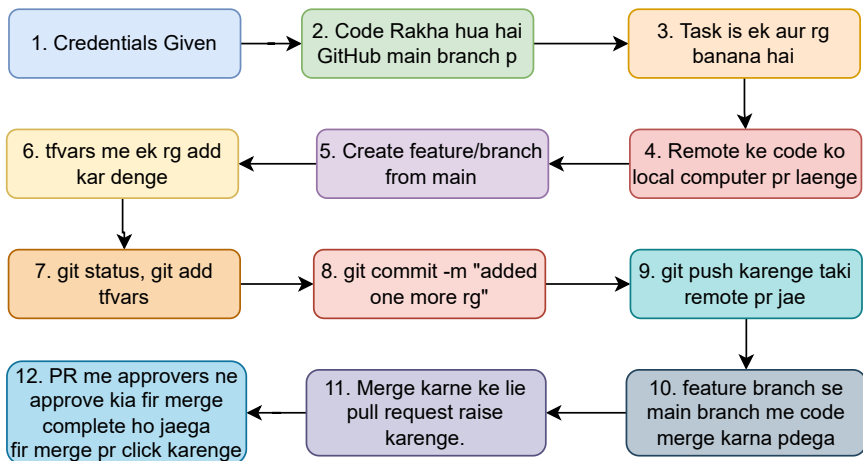 1. Credentials Given
2. Code Rakha hua hai
GitHub main branch p
3. Task is ek aur rg
banana hai
4. Remote ke code ko
local computer pr laenge
5. Create feature/branch
from main
6. tfvars me ek rg add
kar denge
7. git status, git add
tfvars
8. git commit -m "added
one more rg"
9. git push karenge taki
remote pr jae
10. feature branch se
main branch me code
merge karna pdega
11. Merge karne ke lie
pull request raise
karenge.
12. PR me approvers ne
approve kia fir merge
complete ho jaega
fir merge pr click karenge